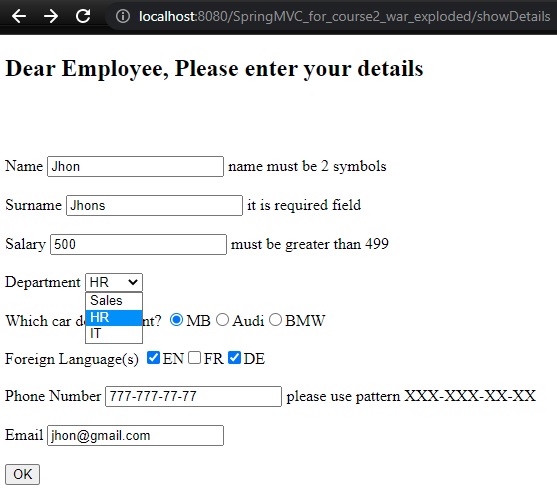 localhost:8080/SpringMVC_for_course2_war_exploded/showDetails
Dear Employee, Please enter your details
Name Jhon name must be 2 symbols
Surname Jhons it is required field
Salary 500 must be greater than 499
Department HR
Sales
HR
IT
Which car d nt? MB Audi BMW
Foreign Language(s) EN FR DE
Phone Number 777-777-77-77 please use pattern XXX-XXX-XX-XX
Email jhon@gmail.com
OK